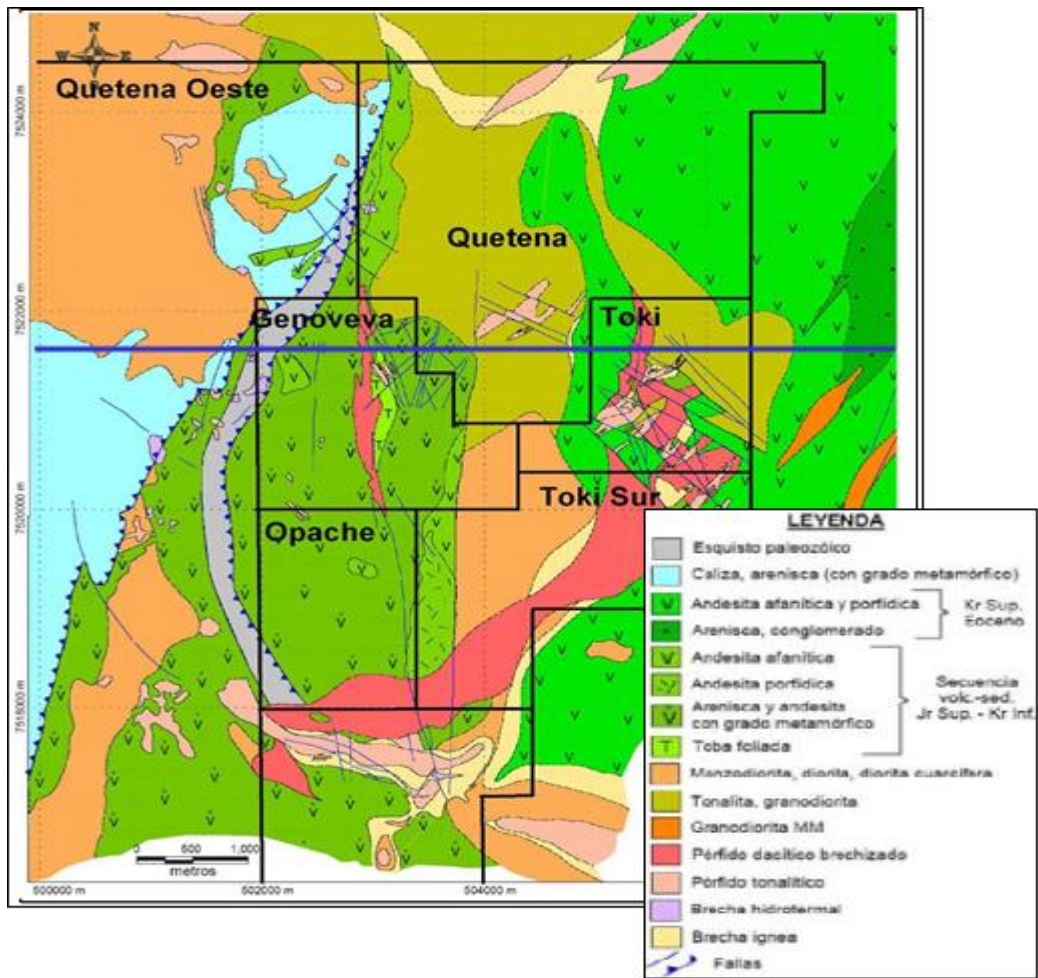 N
W E
Quetena Oeste
7524000 m
Quetena
7522000 m
Genoveva
Toki
T
7520000 m
Toki Sur
Opache
7518000 m
0 500 1,000
metros
500000 m 502000 m 504000 m
LEYENDA
Esquisto paleozóico
Caliza, arenisca (con grado metamórfico)
Andesita afanítica y porfídica
Arenisca, conglomerado
Kr Sup.
Eoceno
Andesita afanítica
Andesita porfídica
Arenisca y andesita
con grado metamórfico
T Toba foliada
Secuencia
volc.-sed.
Jr Sup. - Kr Inf.
Monzodiorita, diorita, diorita cuarcífera
Tonalita, granodiorita
Granodiorita MM
Pórfido dacítico brechizado
Pórfido tonalítico
Brecha hidrotermal
Brecha ígnea
Fallas